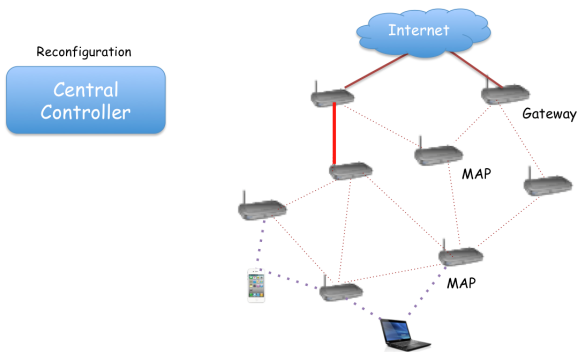 Internet
Reconfiguration
Central
Controller
Gateway
MAP
MAP